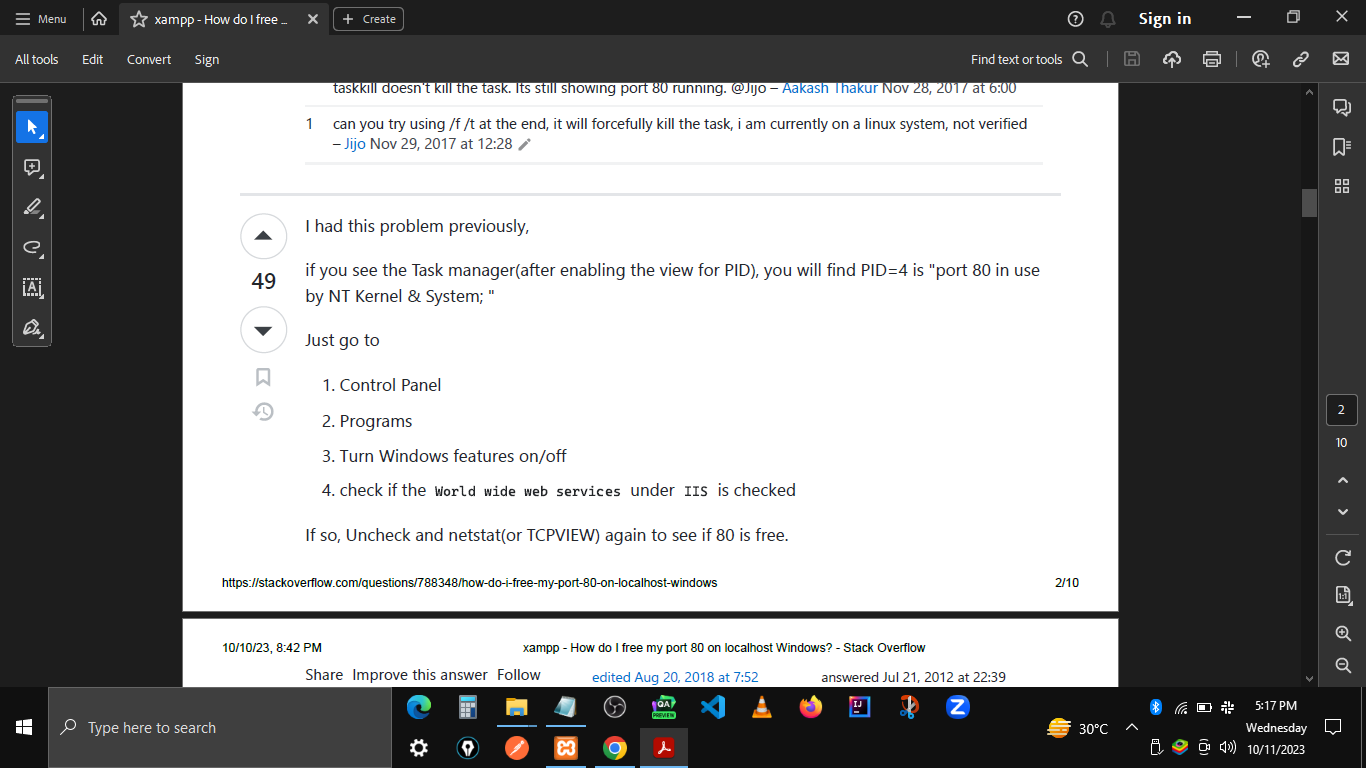 Menu
xampp - How do I free ...
Create
Sign in
All tools
Edit
Convert
Sign
Find text or tools
taskkill doesn't kill the task. Its still showing port 80 running. @Jijo – Aakash Thakur Nov 28, 2017 at 6:00
1 can you try using /f /t at the end, it will forcefully kill the task, i am currently on a linux system, not verified
– Jijo Nov 29, 2017 at 12:28
I had this problem previously,
49
if you see the Task manager(after enabling the view for PID), you will find PID=4 is "port 80 in use
by NT Kernel & System; "
Just go to
1. Control Panel
2. Programs
3. Turn Windows features on/off
4. check if the World wide web services under IIS is checked
If so, Uncheck and netstat(or TCPVIEW) again to see if 80 is free.
https://stackoverflow.com/questions/788348/how-do-i-free-my-port-80-on-localhost-windows 2/10
10/10/23, 8:42 PM xampp - How do I free my port 80 on localhost Windows? - Stack Overflow
Share Improve this answer Follow edited Aug 20, 2018 at 7:52 answered Jul 21, 2012 at 22:39
2
10
1:1
Type here to search
QA
PREVIEW
IJ
Z
30°C
5:17 PM
Wednesday
10/11/2023